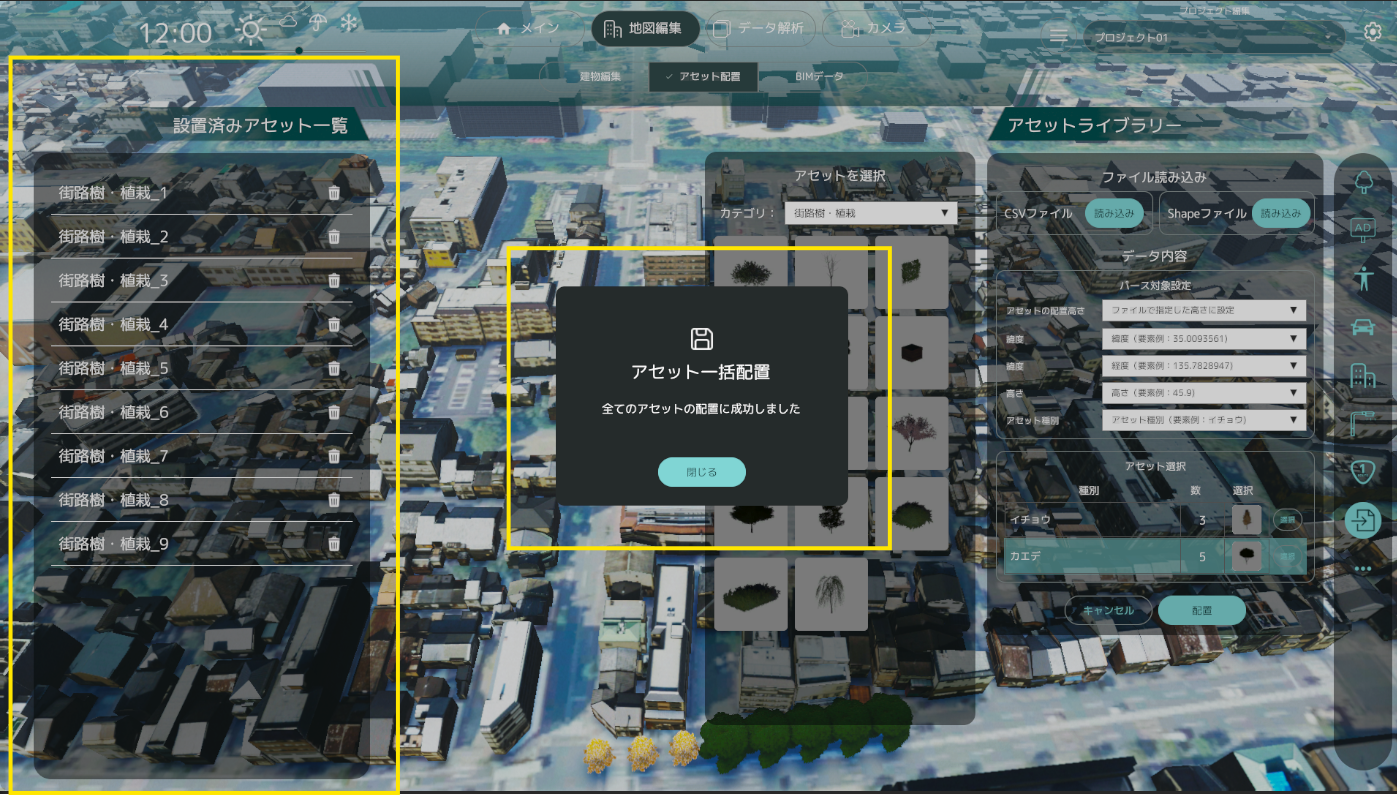 12:00
メイン
地図編集
データ解析
カメラ
プロジェクト編集
プロジェクト01
建物編集
✓ アセット配置
BIMデータ
設置済みアセット一覧
街路樹・植栽_1
街路樹・植栽_2
街路樹・植栽_3
街路樹・植栽_4
街路樹・植栽_5
街路樹・植栽_6
街路樹・植栽_7
街路樹・植栽_8
街路樹・植栽_9
アセットを選択
カテゴリ：
街路樹・植栽 ▼
アセット一括配置
全てのアセットの配置に成功しました
閉じる
アセットライブラリー
ファイル読み込み
CSVファイル 読み込み
Shapeファイル 読み込み
データ内容
パース対象設定
アセットの配置高さ ファイルで指定した高さに設定 ▼
緯度 緯度（要素例：35.0093561) ▼
経度（要素例：135.7828947) ▼
高さ 高さ（要素例：45.9) ▼
アセット種別 アセット種別（要素例：イチョウ) ▼
アセット選択
種別 数 選択
イチョウ 3 選択
カエデ 5
キャンセル
配置
AD
1